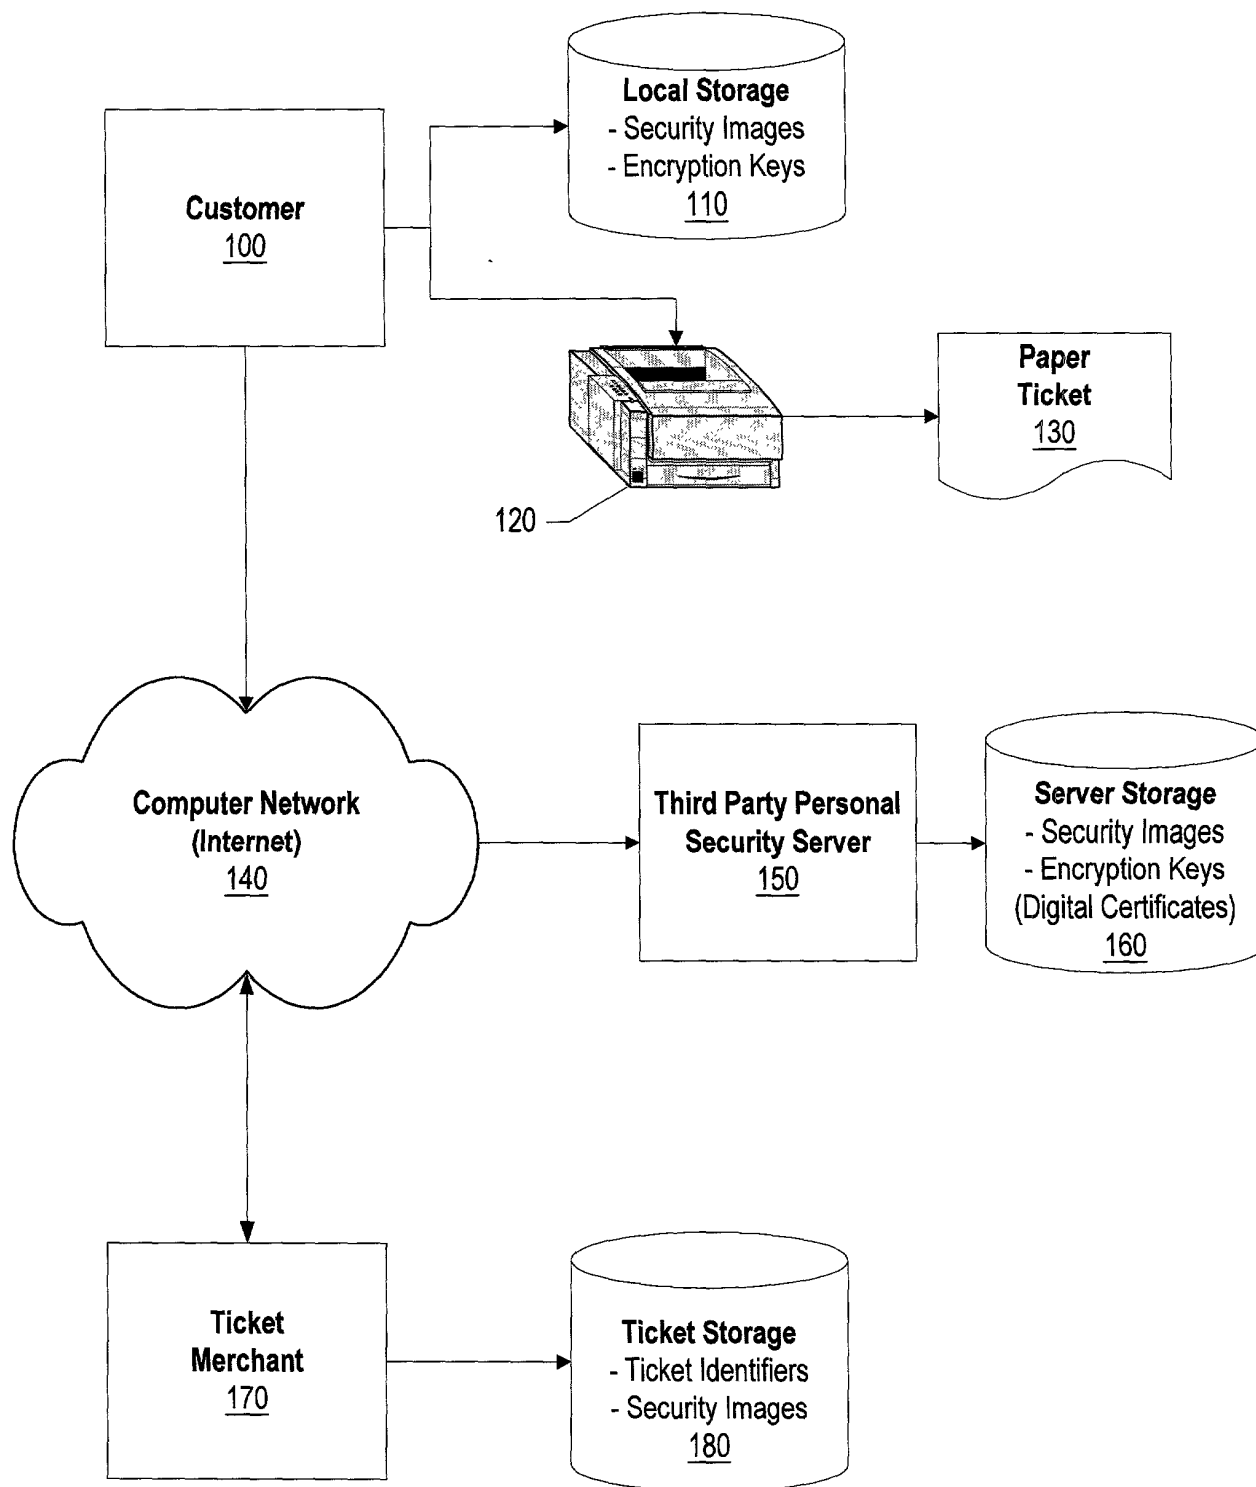 Local Storage
- Security Images
- Encryption Keys
110
Customer
100
Paper
Ticket
130
120
Computer Network
(Internet)
140
Third Party Personal
Security Server
150
Server Storage
- Security Images
- Encryption Keys
(Digital Certificates)
160
Ticket
Merchant
170
Ticket Storage
- Ticket Identifiers
- Security Images
180